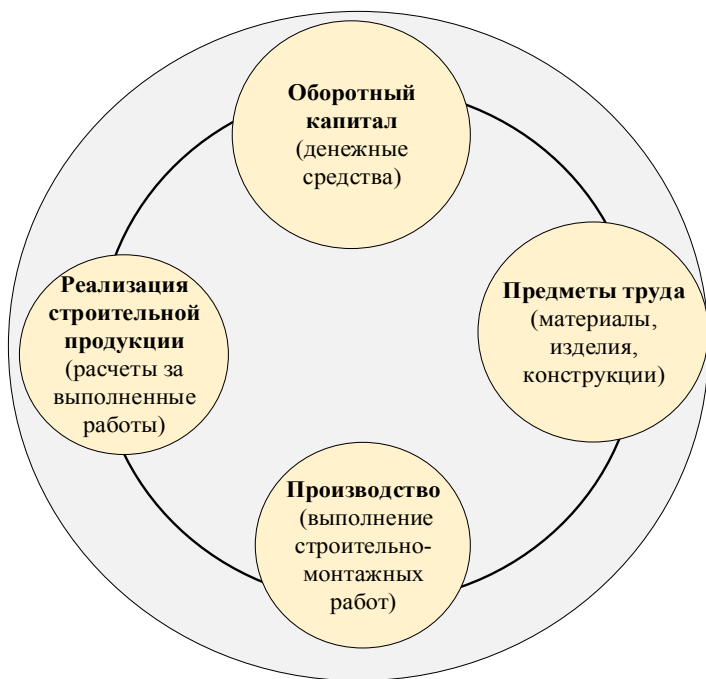 Оборотный
капитал
(денежные
средства)
Предметы труда
(материалы,
изделия,
конструкции)
Производство
(выполнение
строительно-
монтажных
работ)
Реализация
строительной
продукции
(расчеты за
выполненные
работы)